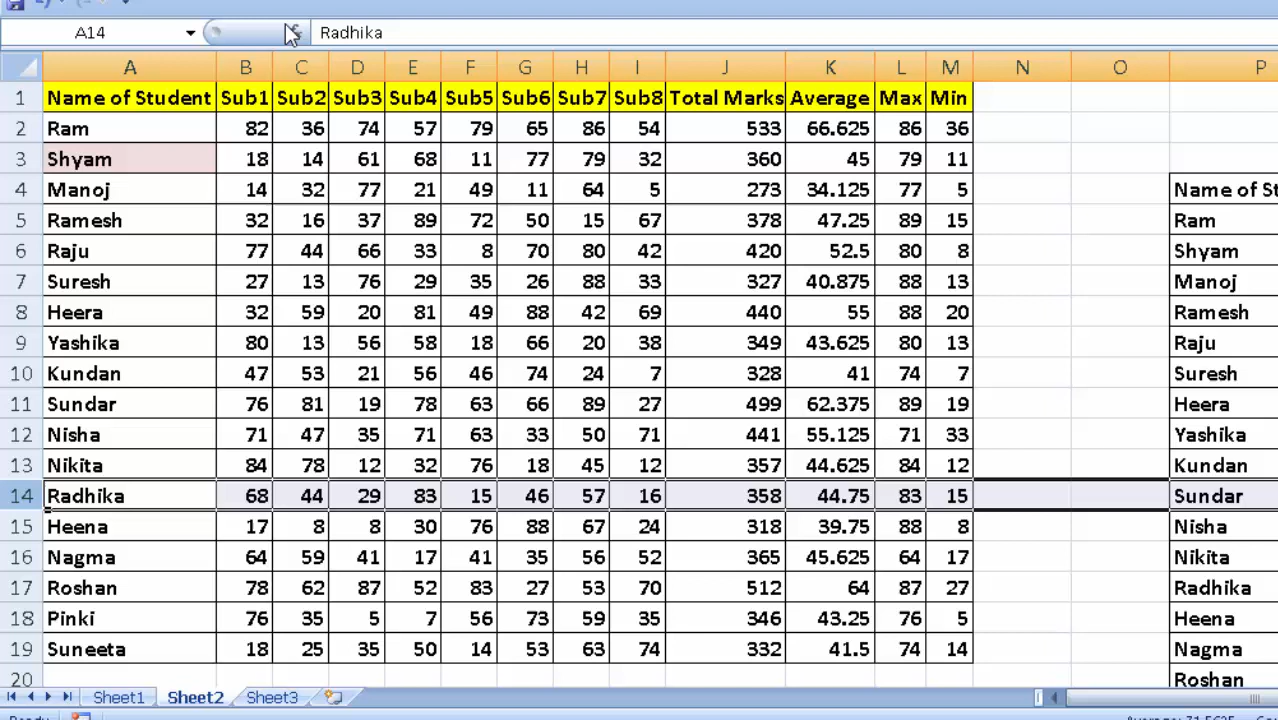 A14 Radhika
A B C D E F G H I J K L M N O P
1 Name of Student Sub1 Sub2 Sub3 Sub4 Sub5 Sub6 Sub7 Sub8 Total Marks Average Max Min
2 Ram 82 36 74 57 79 65 86 54 533 66.625 86 36
3 Shyam 18 14 61 68 11 77 79 32 360 45 79 11
4 Manoj 14 32 77 21 49 11 64 5 273 34.125 77 5 Name of St
5 Ramesh 32 16 37 89 72 50 15 67 378 47.25 89 15 Ram
6 Raju 77 44 66 33 8 70 80 42 420 52.5 80 8 Shyam
7 Suresh 27 13 76 29 35 26 88 33 327 40.875 88 13 Manoj
8 Heera 32 59 20 81 49 88 42 69 440 55 88 20 Ramesh
9 Yashika 80 13 56 58 18 66 20 38 349 43.625 80 13 Raju
10 Kundan 47 53 21 56 46 74 24 7 328 41 74 7 Suresh
11 Sundar 76 81 19 78 63 66 89 27 499 62.375 89 19 Heera
12 Nisha 71 47 35 71 63 33 50 71 441 55.125 71 33 Yashika
13 Nikita 84 78 12 32 76 18 45 12 357 44.625 84 12 Kundan
14 Radhika 68 44 29 83 15 46 57 16 358 44.75 83 15 Sundar
15 Heena 17 8 8 30 76 88 67 24 318 39.75 88 8 Nisha
16 Nagma 64 59 41 17 41 35 56 52 365 45.625 64 17 Nikita
17 Roshan 78 62 87 52 83 27 53 70 512 64 87 27 Radhika
18 Pinki 76 35 5 7 56 73 59 35 346 43.25 76 5 Heena
19 Suneeta 18 25 35 50 14 53 63 74 332 41.5 74 14 Nagma
20 Roshan
Sheet1 Sheet2 Sheet3